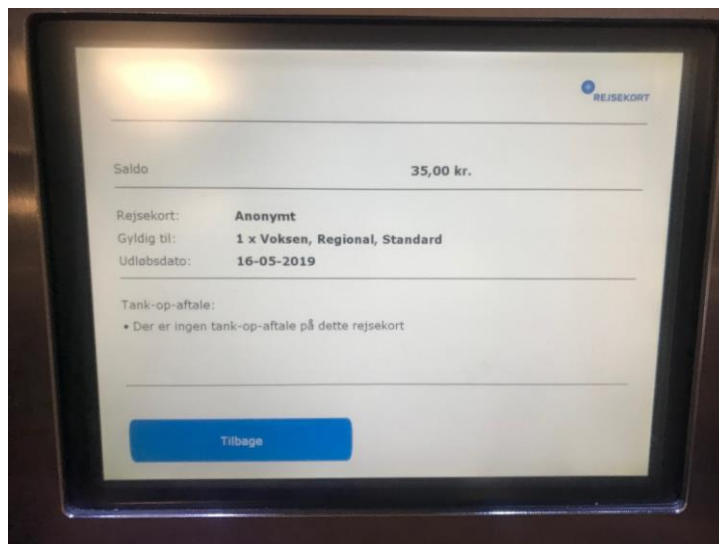 REJSEKORT
Saldo 35,00 kr.
Rejsekort: Anonymt
Gyldig til: 1 x Voksen, Regional, Standard
Udløbsdato: 16-05-2019
Tank-op-aftale:
• Der er ingen tank-op-aftale på dette rejsekort
Tilbage